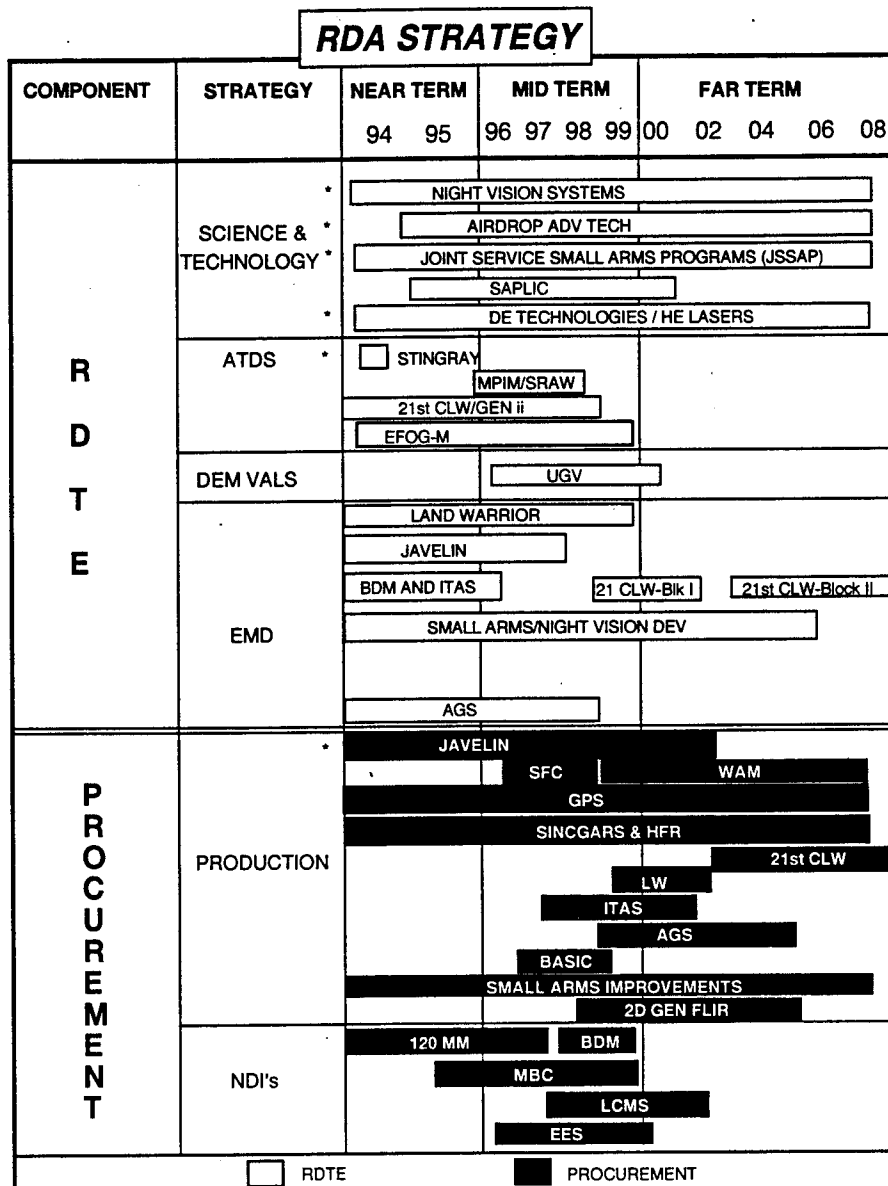 RDA STRATEGY
COMPONENT STRATEGY NEAR TERM MID TERM FAR TERM
94 95 96 97 98 99 00 02 04 06 08
RDTE
SCIENCE & TECHNOLOGY
* NIGHT VISION SYSTEMS
* AIRDROP ADV TECH
* JOINT SERVICE SMALL ARMS PROGRAMS (JSSAP)
SAPLIC
* DE TECHNOLOGIES / HE LASERS
ATDS * STINGRAY
MPIM/SRAW
21st CLW/GEN ii
EFOG-M
DEM VALS UGV
EMD
LAND WARRIOR
JAVELIN
BDM AND ITAS 21 CLW-Blk I 21st CLW-Block II
SMALL ARMS/NIGHT VISION DEV
AGS
PROCUREMENT
PRODUCTION
* JAVELIN
SFC WAM
GPS
SINCGARS & HFR
21st CLW
LW
ITAS
AGS
BASIC
SMALL ARMS IMPROVEMENTS
2D GEN FLIR
NDI's
120 MM BDM
MBC
LCMS
EES
RDTE PROCUREMENT